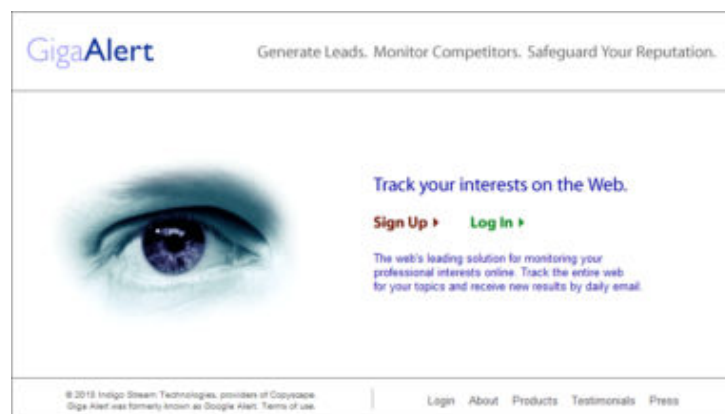 GigaAlert
Generate Leads. Monitor Competitors. Safeguard Your Reputation.
Track your interests on the Web.
Sign Up
Log In
The web's leading solution for monitoring your
professional interests online. Track the entire web
for your topics and receive new results by daily email.
© 2010 Indigo Stream Technologies, providers of Copyscape.
Giga Alert was formerly known as Google Alert. Terms of use.
Login About Products Testimonials Press